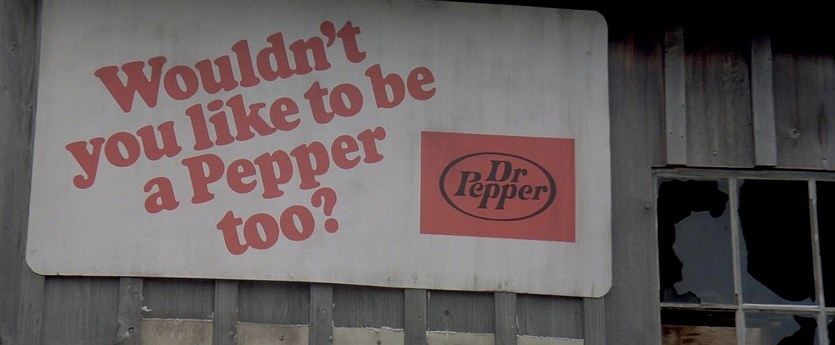 Wouldn't
you like to be
a Pepper
too?
Dr
Pepper